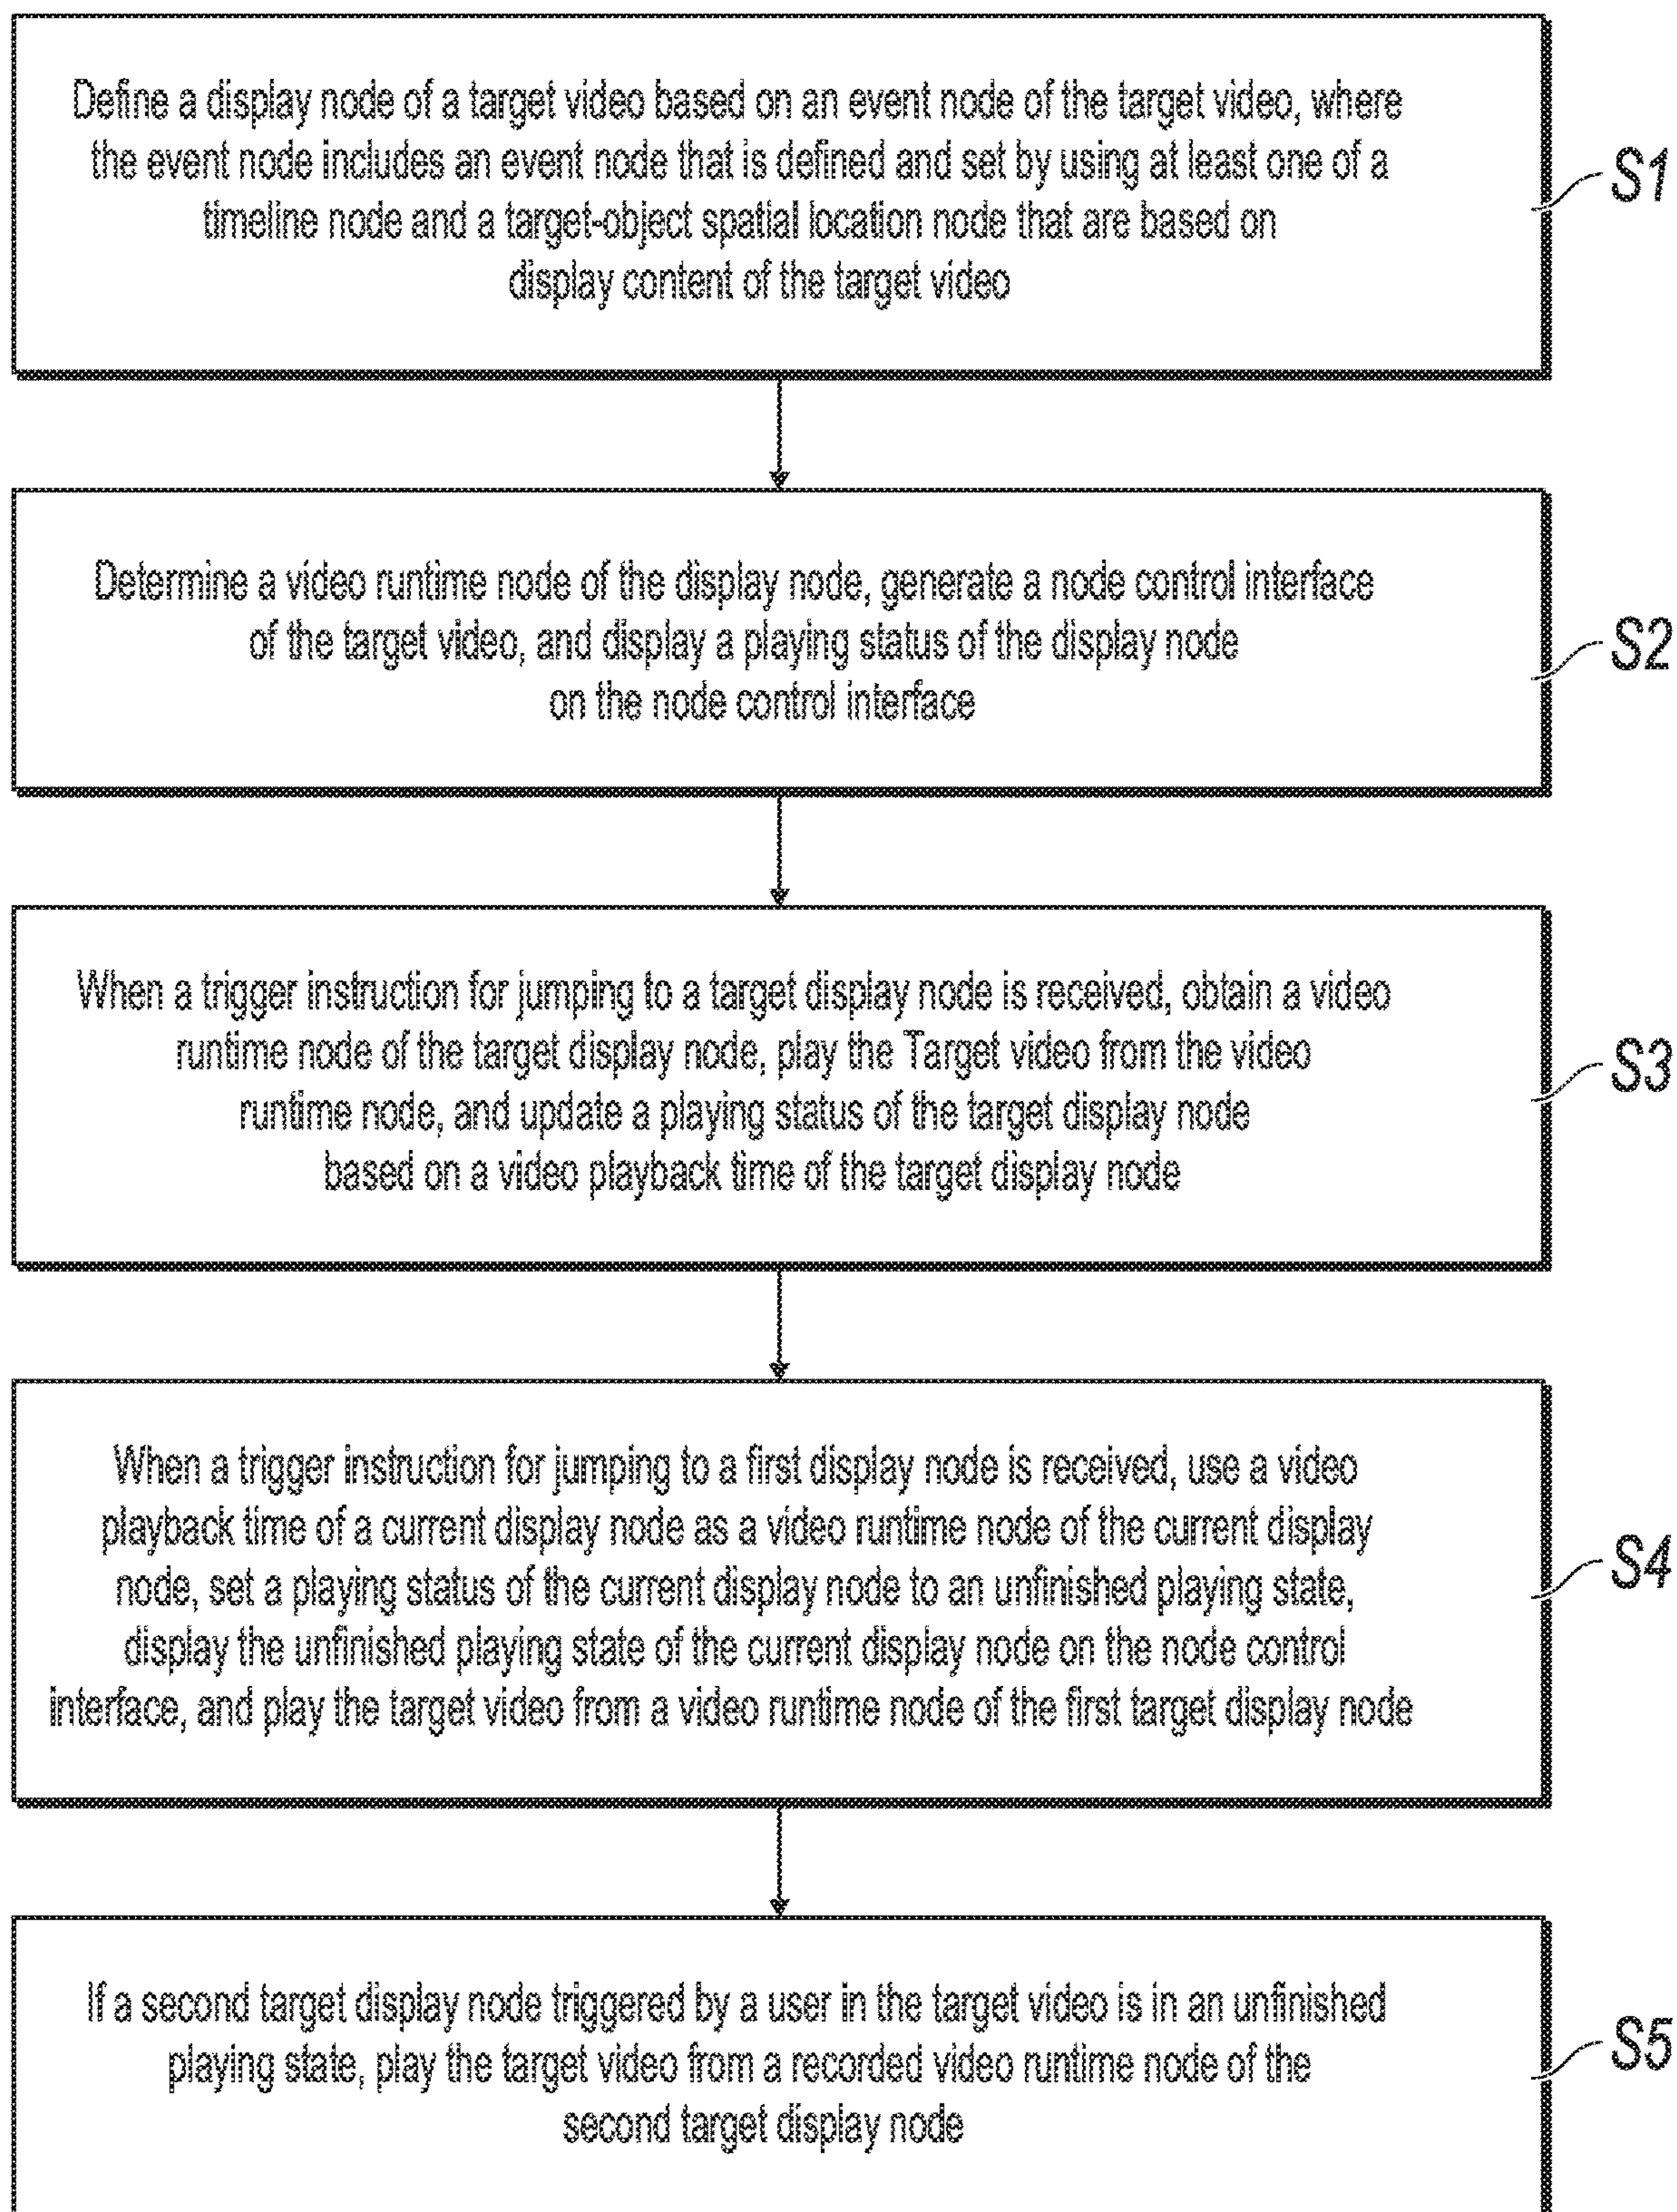 Define a display node of a target video based on an event node of the target video, where
the event node includes an event node that is defined and set by using at least one of a
timeline node and a target-object spatial location node that are based on
display content of the target video
S1
Determine a video runtime node of the display node, generate a node control interface
of the target video, and display a playing status of the display node
on the node control interface
S2
When a trigger instruction for jumping to a target display node is received, obtain a video
runtime node of the target display node, play the Target video from the video
runtime node, and update a playing status of the target display node
based on a video playback time of the target display node
S3
When a trigger instruction for jumping to a first display node is received, use a video
playback time of a current display node as a video runtime node of the current display
node, set a playing status of the current display node to an unfinished playing state,
display the unfinished playing state of the current display node on the node control
interface, and play the target video from a video runtime node of the first target display node
S4
If a second target display node triggered by a user in the target video is in an unfinished
playing state, play the target video from a recorded video runtime node of the
second target display node
S5